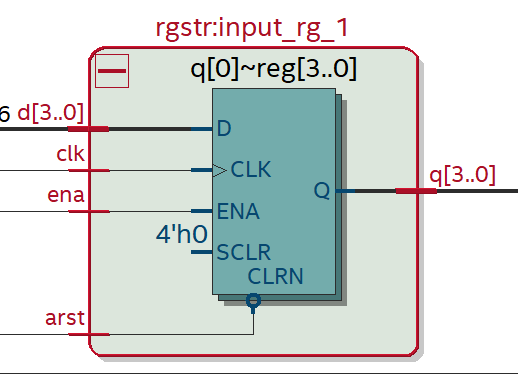 rgstr:input_rg_1
q[0]~reg[3..0]
6 d[3..0]
D
clk
CLK
q[3..0]
Q
ena
ENA
4'h0
SCLR
CLRN
arst